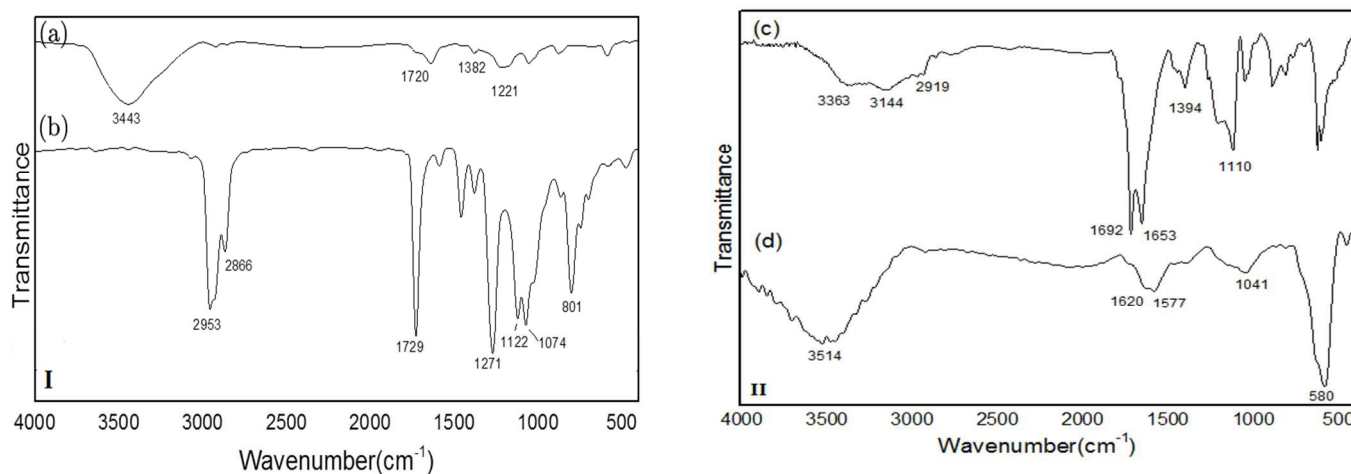 (a)
3443
1720
1382
1221
(b)
2953
2866
1729
1271
1122
1074
801
Transmittance
I
4000 3500 3000 2500 2000 1500 1000 500
Wavenumber(cm⁻¹)
(c)
3363
3144
2919
1692
1653
1394
1110
(d)
3514
1620
1577
1041
580
Transmittance
II
4000 3500 3000 2500 2000 1500 1000 500
Wavenumber(cm⁻¹)